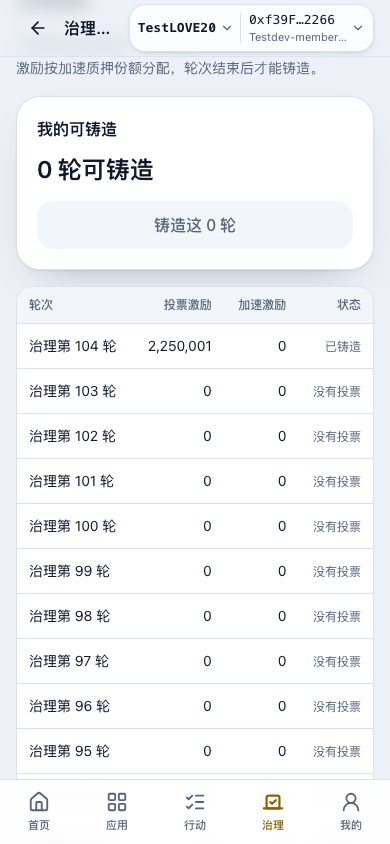 治理... TestLOVE20 0xf39F…2266
Testdev-member...
激励按加速质押份额分配，轮次结束后才能铸造。
我的可铸造
0 轮可铸造
铸造这 0 轮
轮次 投票激励 加速激励 状态
治理第 104 轮 2,250,001 0 已铸造
治理第 103 轮 0 0 没有投票
治理第 102 轮 0 0 没有投票
治理第 101 轮 0 0 没有投票
治理第 100 轮 0 0 没有投票
治理第 99 轮 0 0 没有投票
治理第 98 轮 0 0 没有投票
治理第 97 轮 0 0 没有投票
治理第 96 轮 0 0 没有投票
治理第 95 轮 0 0 没有投票
首页 应用 行动 治理 我的